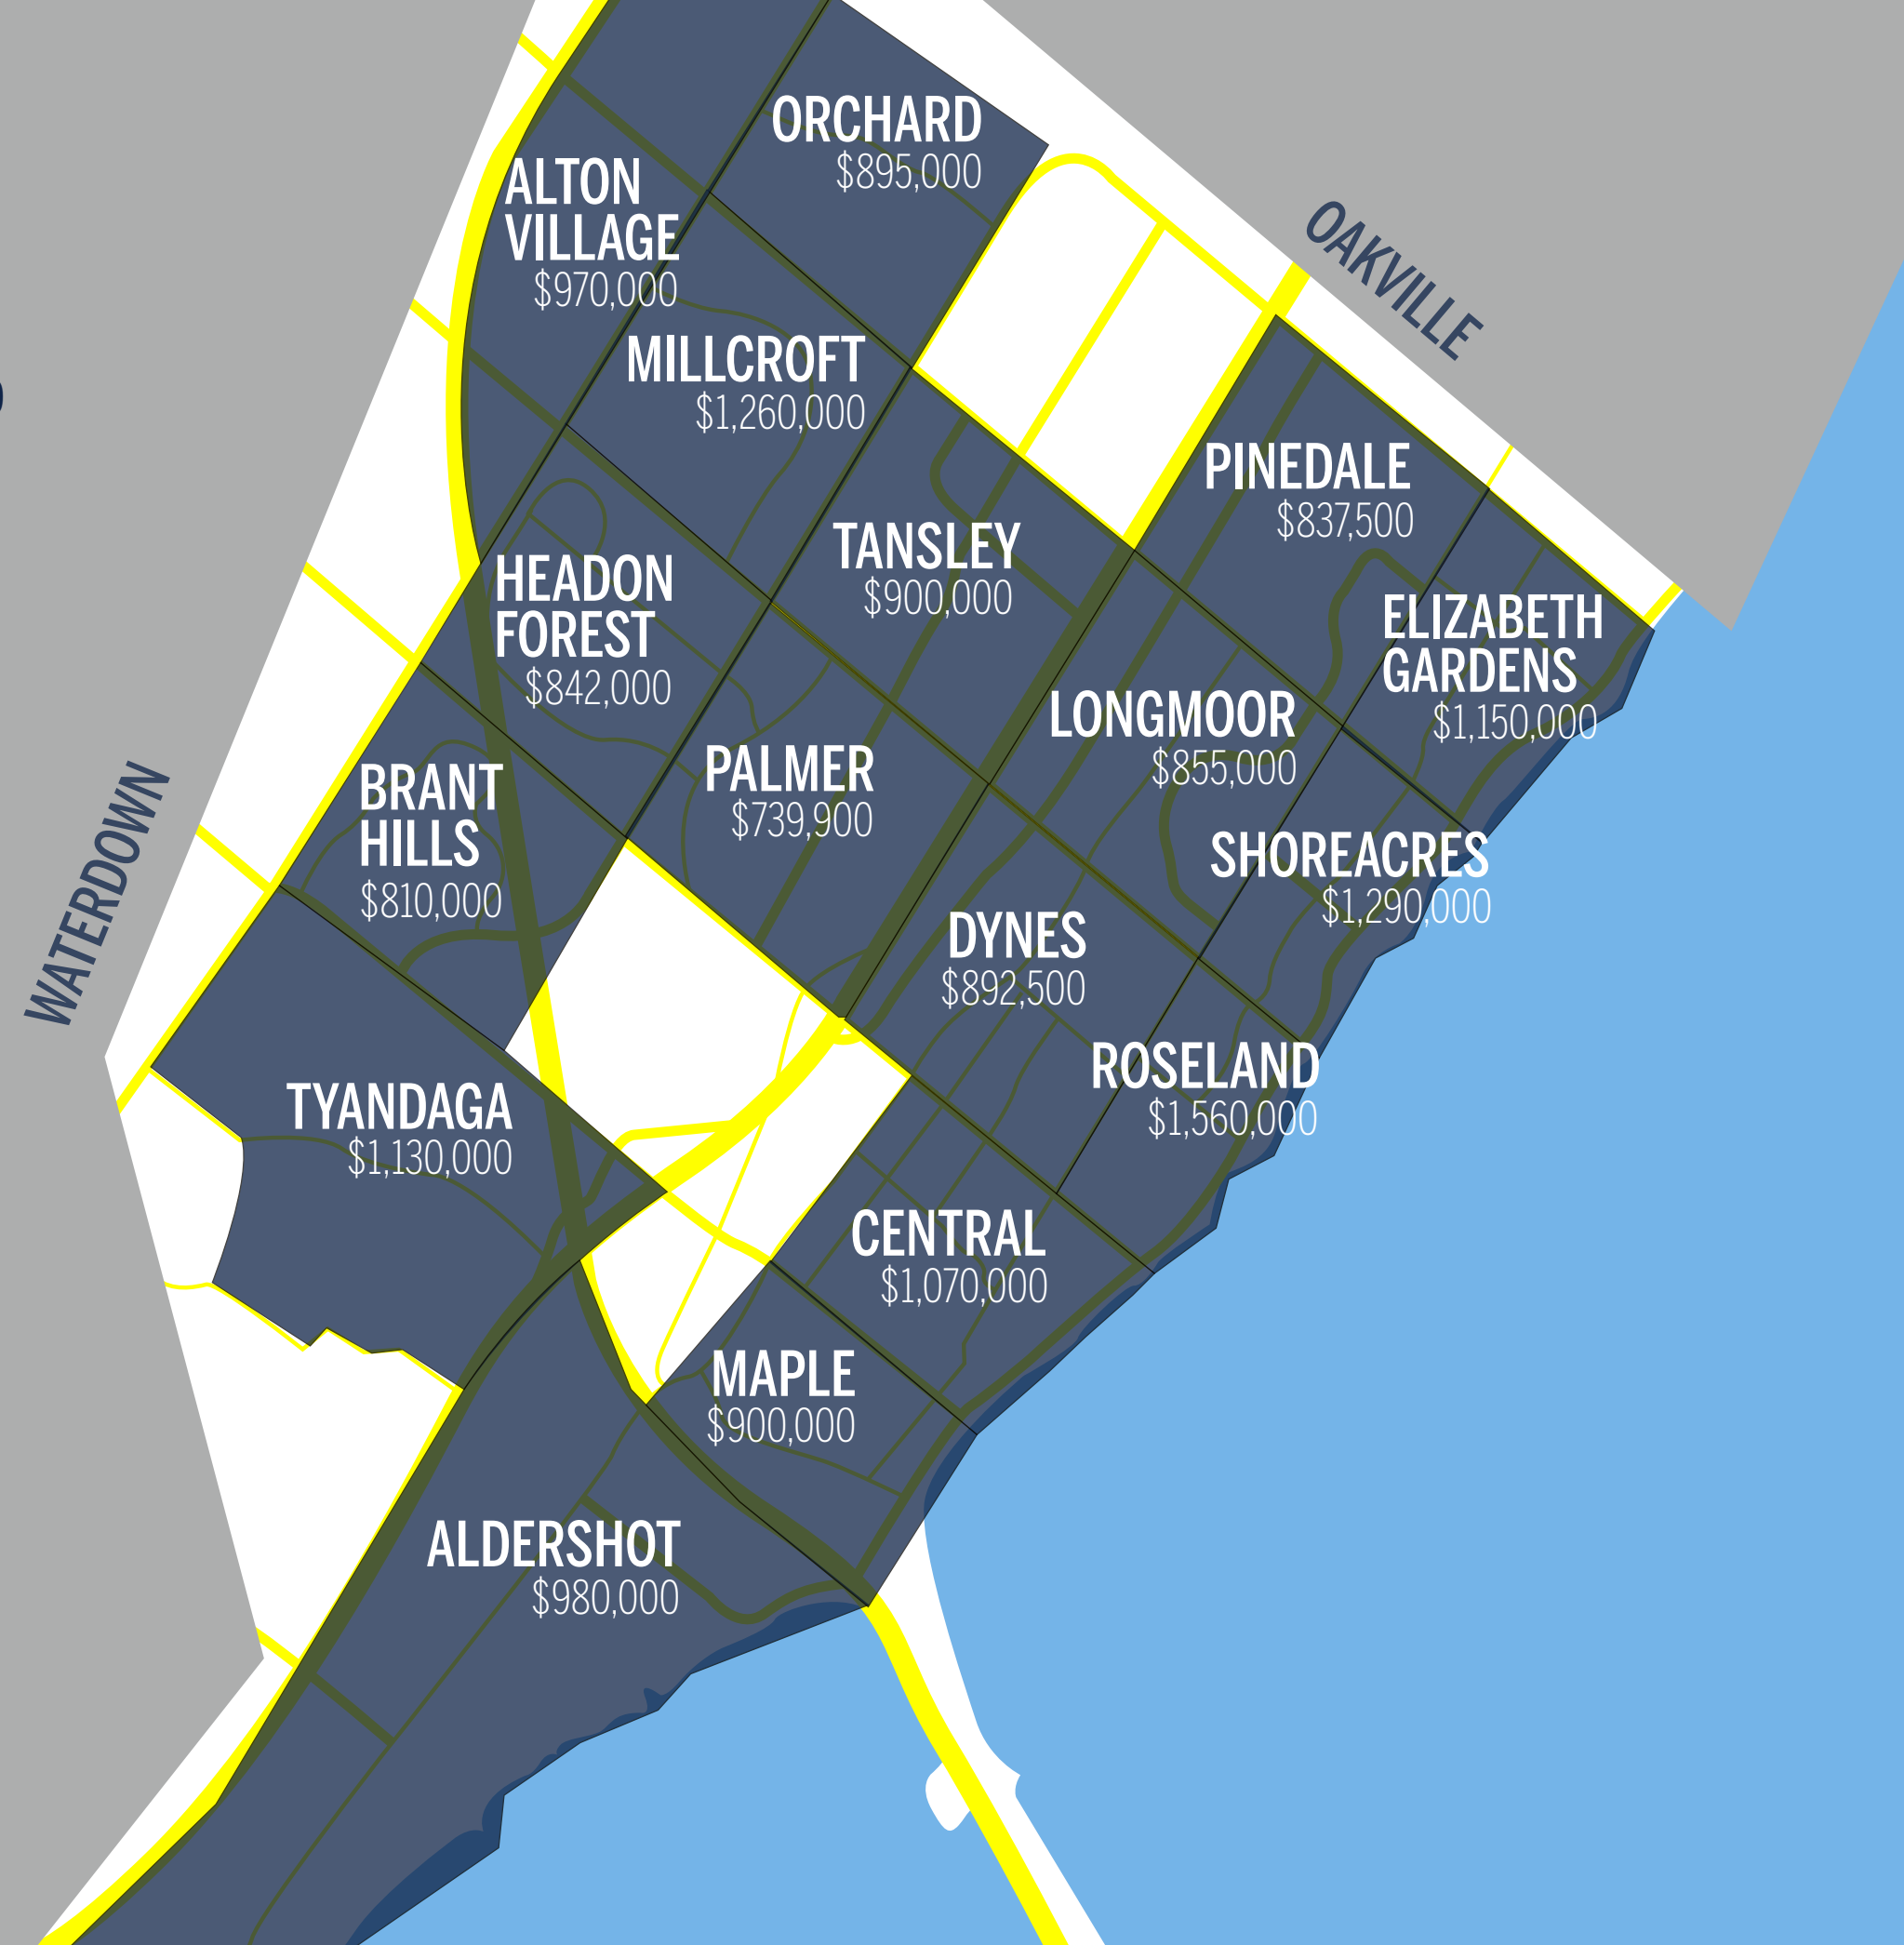 ORCHARD
$895,000
ALTON
VILLAGE
$970,000
OAKVILLE
MILLCROFT
$1,260,000
PINEDALE
$837,500
TANSLEY
$900,000
HEADON
FOREST
$842,000
ELIZABETH
GARDENS
$1,150,000
LONGMOOR
$855,000
PALMER
$739,900
BRANT
HILLS
$810,000
WATERDOWN
SHOREACRES
$1,290,000
DYNES
$892,500
ROSELAND
$1,560,000
TYANDAGA
$1,130,000
CENTRAL
$1,070,000
MAPLE
$900,000
ALDERSHOT
$980,000